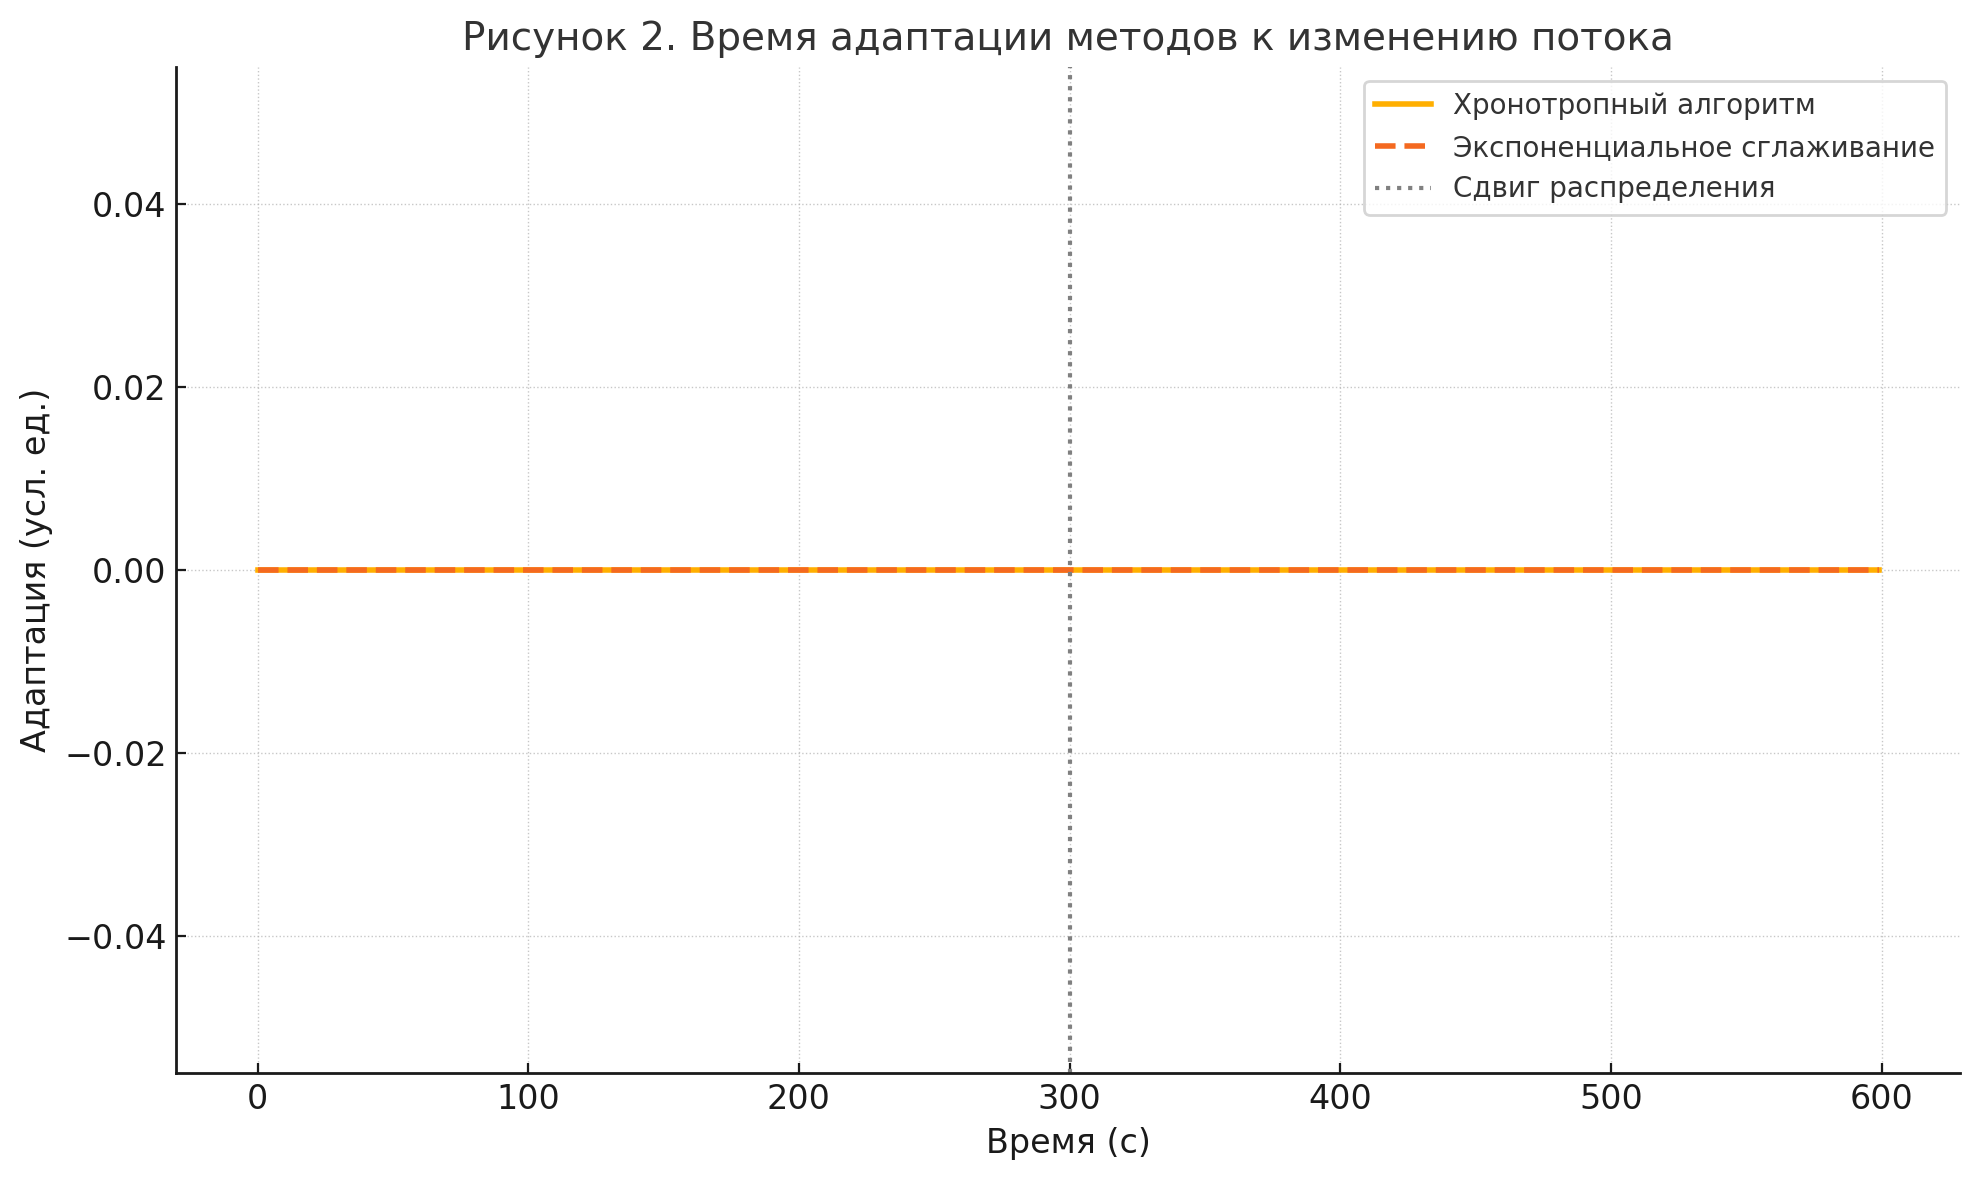 Рисунок 2. Время адаптации методов к изменению потока
Хронотропный алгоритм
Экспоненциальное сглаживание
Сдвиг распределения
Адаптация (усл. ед.)
0.04
0.02
0.00
−0.02
−0.04
0 100 200 300 400 500 600
Время (с)